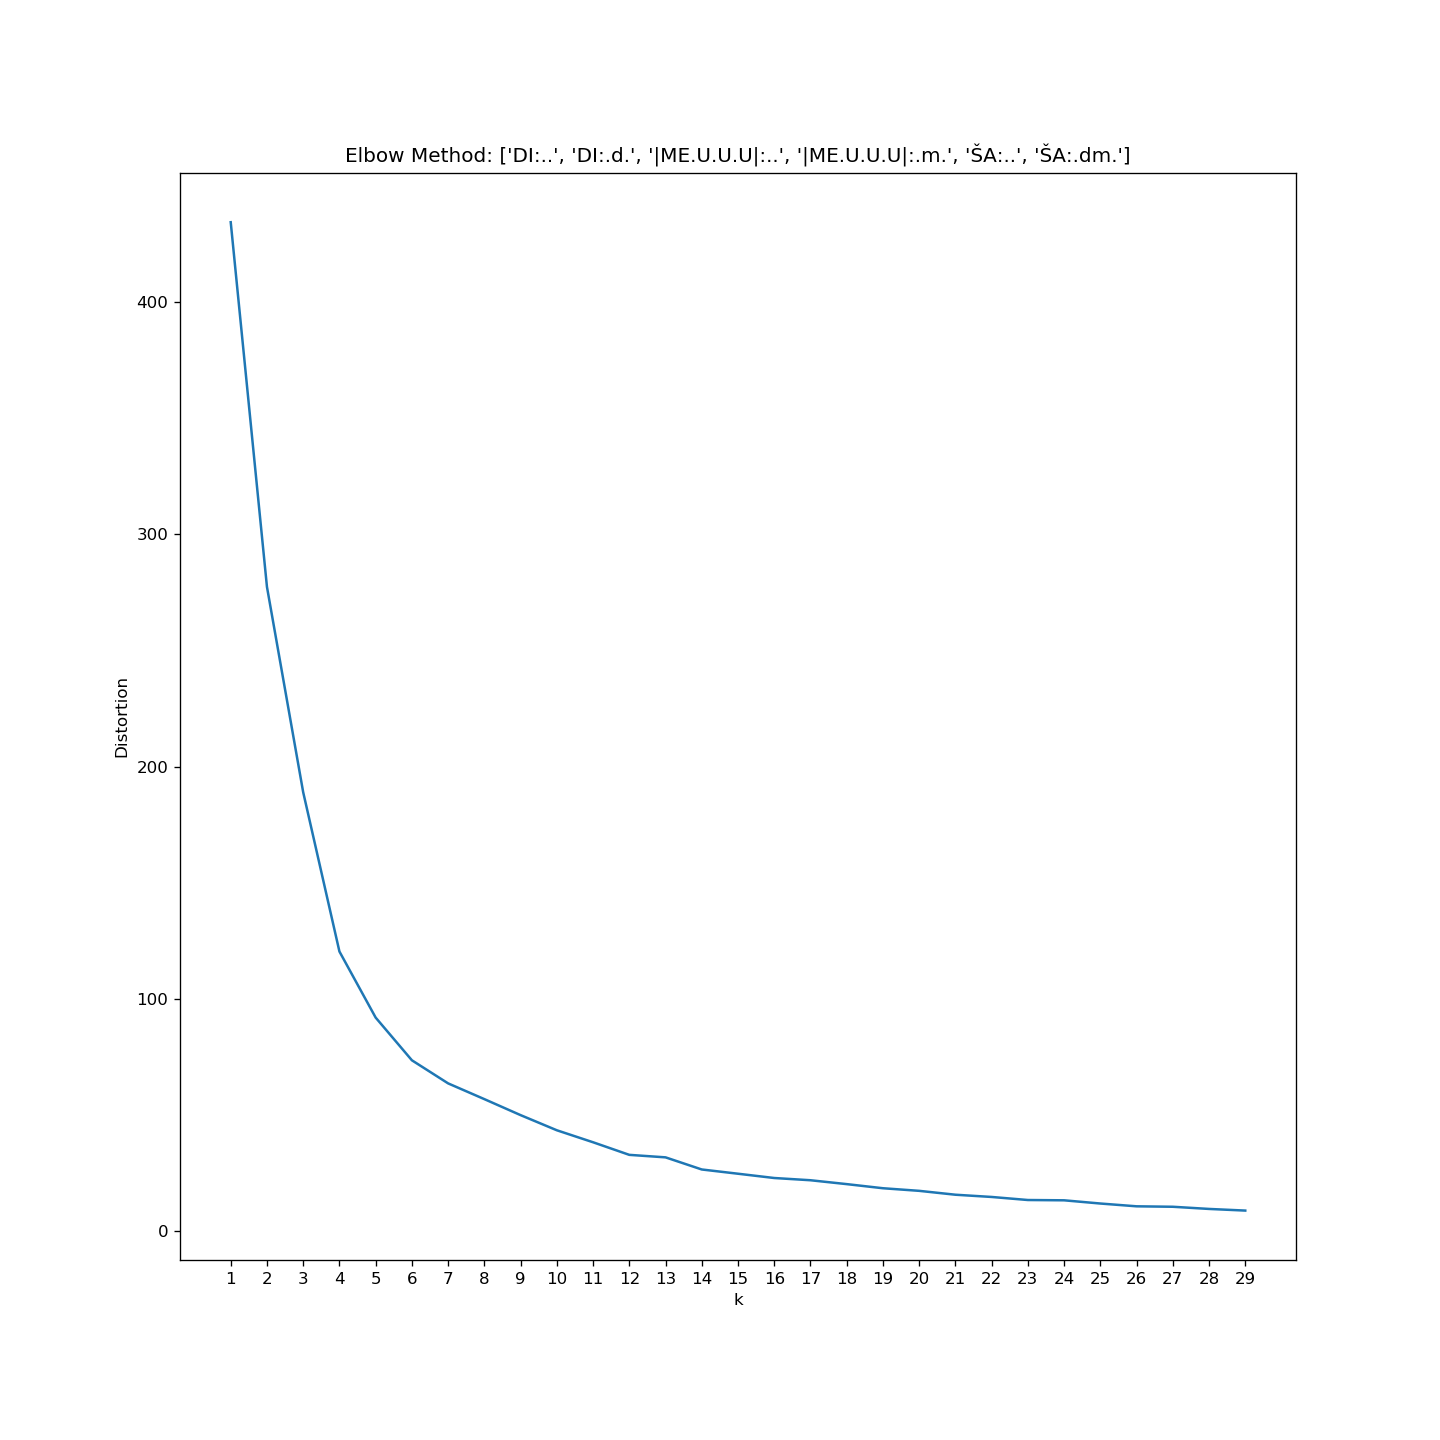 Elbow Method: ['DI:..', 'DI:.d.', '|ME.U.U.U|:..', '|ME.U.U.U|:.m.', 'ŠA:..', 'ŠA:.dm.']
400
300
200
100
0
Distortion
1 2 3 4 5 6 7 8 9 10 11 12 13 14 15 16 17 18 19 20 21 22 23 24 25 26 27 28 29
k